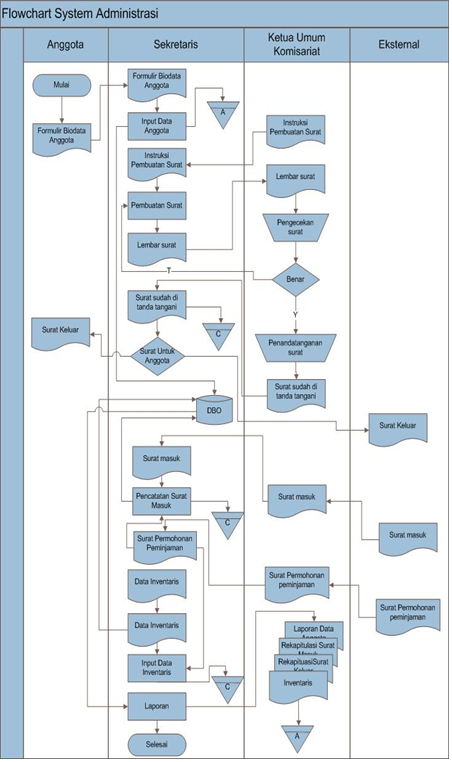 Flowchart System Administrasi
Anggota
Sekretaris
Ketua Umum
Komisariat
Eksternal
Mulai
Formulir Biodata
Anggota
Formulir Biodata
Anggota
Input Data
Anggota
A
Instruksi
Pembuatan Surat
Instruksi
Pembuatan Surat
Pembuatan Surat
Lembar surat
Lembar surat
Pengecekan
surat
Benar
T
Y
Surat sudah di
tanda tangani
C
Penandatanganan
surat
Surat Keluar
Surat Untuk
Anggota
Surat sudah di
tanda tangani
DBO
Surat Keluar
Surat masuk
Pencatatan Surat
Masuk
C
Surat masuk
Surat masuk
Surat Permohonan
Peminjaman
Surat Permohonan
peminjaman
Surat Permohonan
peminjaman
Data Inventaris
Data Inventaris
Input Data
Inventaris
C
Laporan Data
Anggota
Rekapitulasi Surat
Masuk
RekapituasiSurat
Keluar
Inventaris
A
Laporan
Selesai